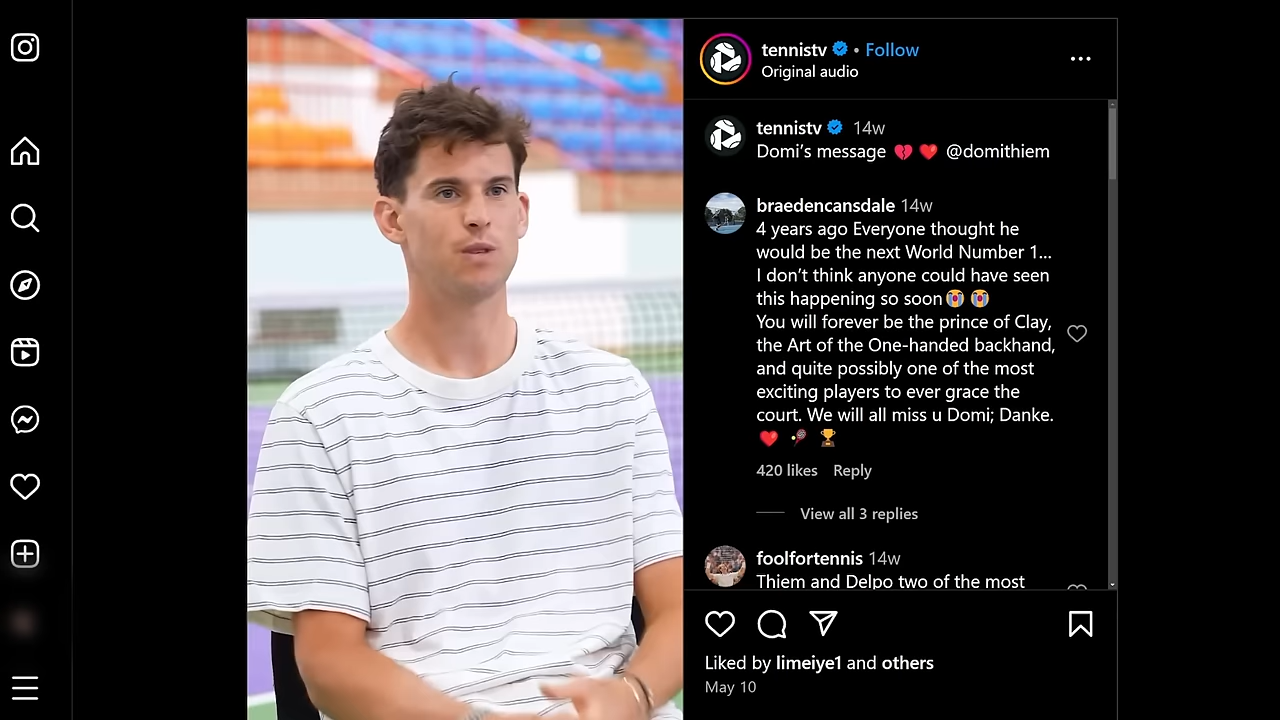 tennistv • Follow
Original audio
tennistv 14w
Domi’s message 💔 ❤️ @domithiem
braedencansdale 14w
4 years ago Everyone thought he
would be the next World Number 1...
I don’t think anyone could have seen
this happening so soon😭 😭
You will forever be the prince of Clay,
the Art of the One-handed backhand,
and quite possibly one of the most
exciting players to ever grace the
court. We will all miss u Domi; Danke.
❤️ 🎾 🏆
420 likes Reply
View all 3 replies
foolfortennis 14w
Thiem and Delpo two of the most
Liked by limeiye1 and others
May 10